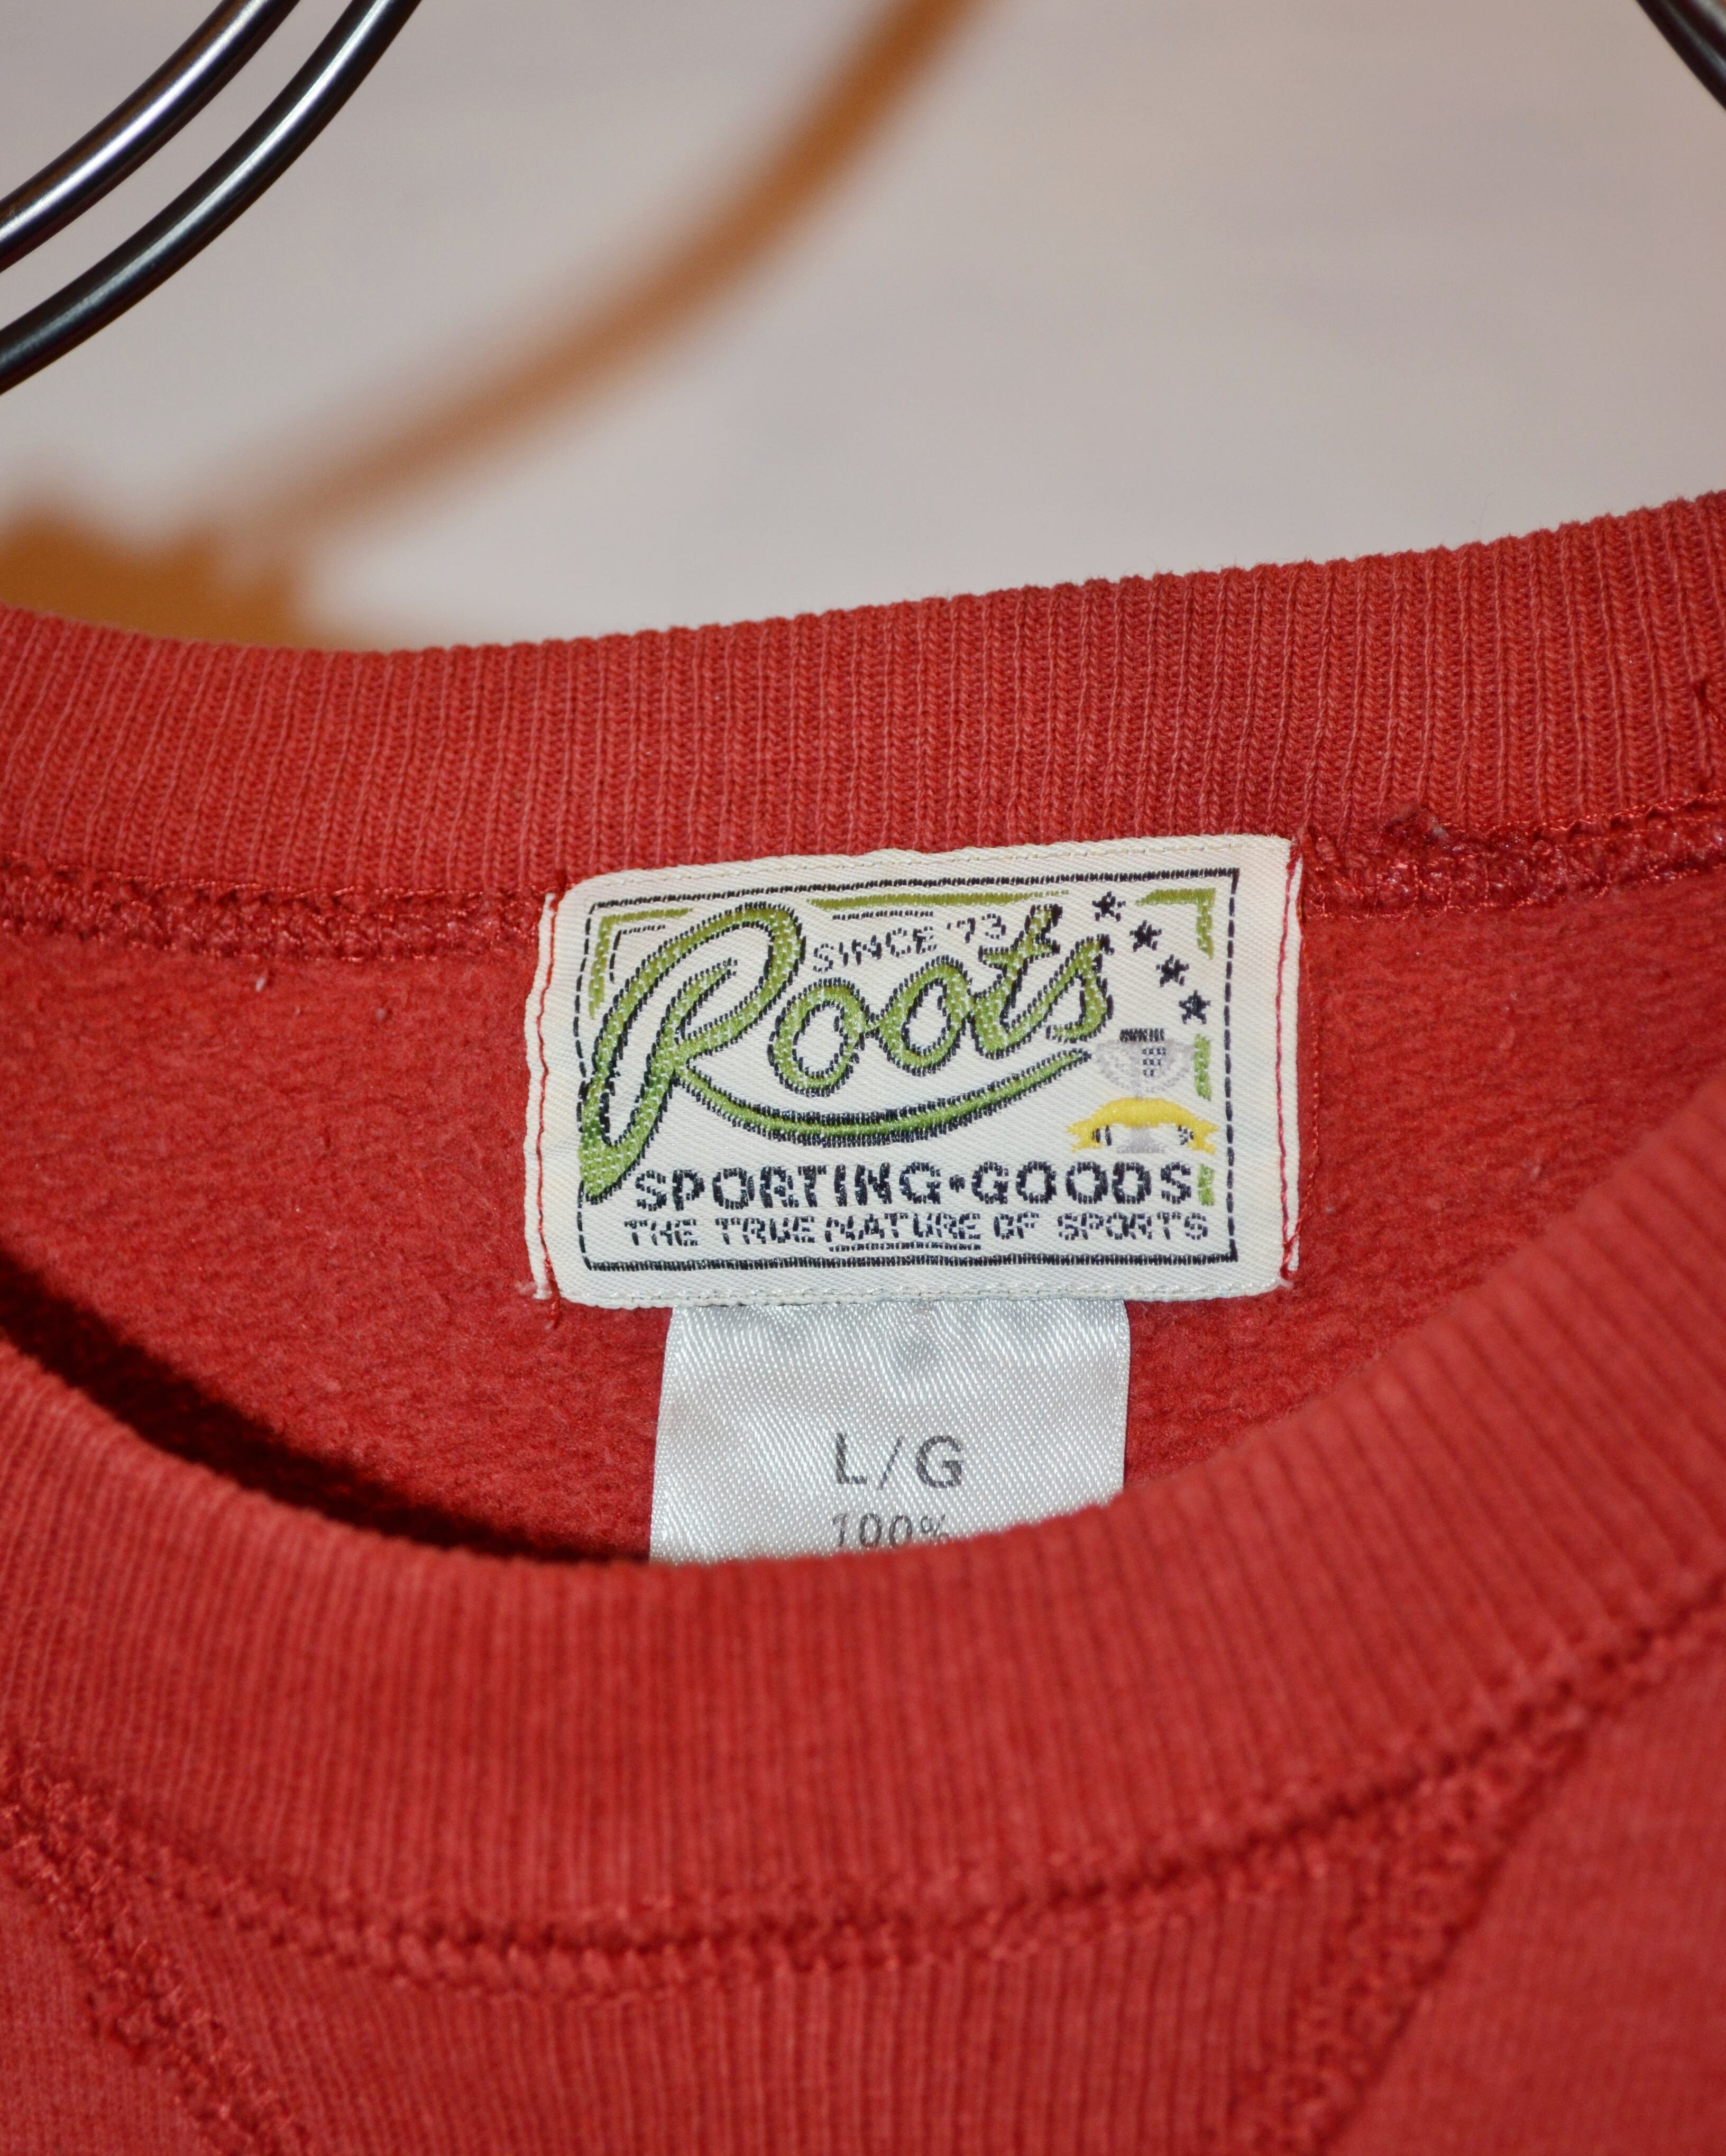 SINCE '73
Roots
SPORTING•GOODS
THE TRUE NATURE OF SPORTS
L/G
100%